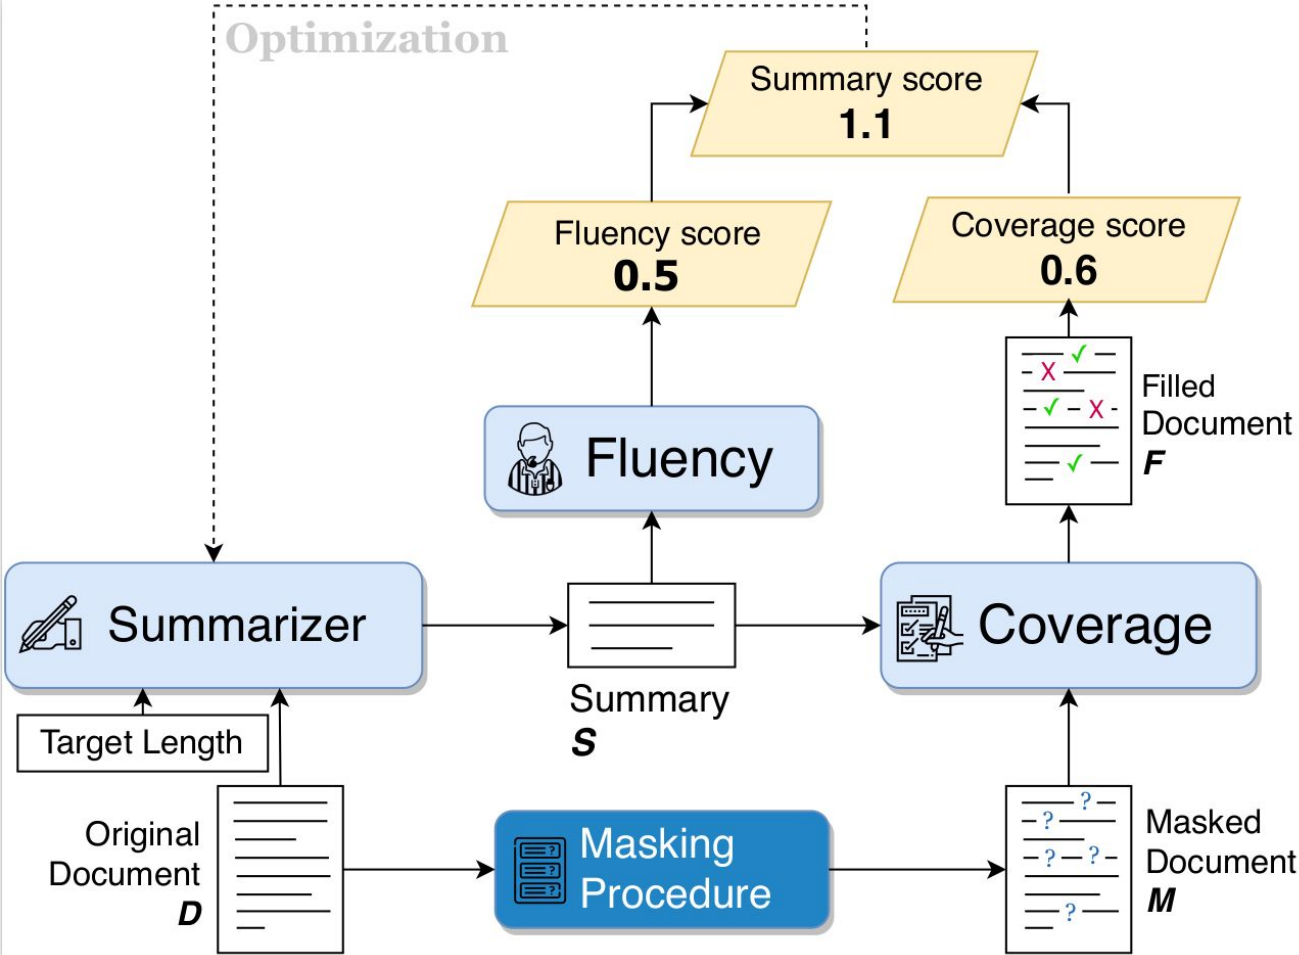 Optimization
Summary score
1.1
Fluency score
0.5
Coverage score
0.6
Filled
Document
F
Fluency
Summarizer
Coverage
Summary
S
Target Length
Original
Document
D
Masking
Procedure
Masked
Document
M
✓
X
✓ X
✓
?
?
? ?
?